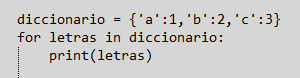 diccionario = {'a':1,'b':2,'c':3}
for letras in diccionario:
    print(letras)